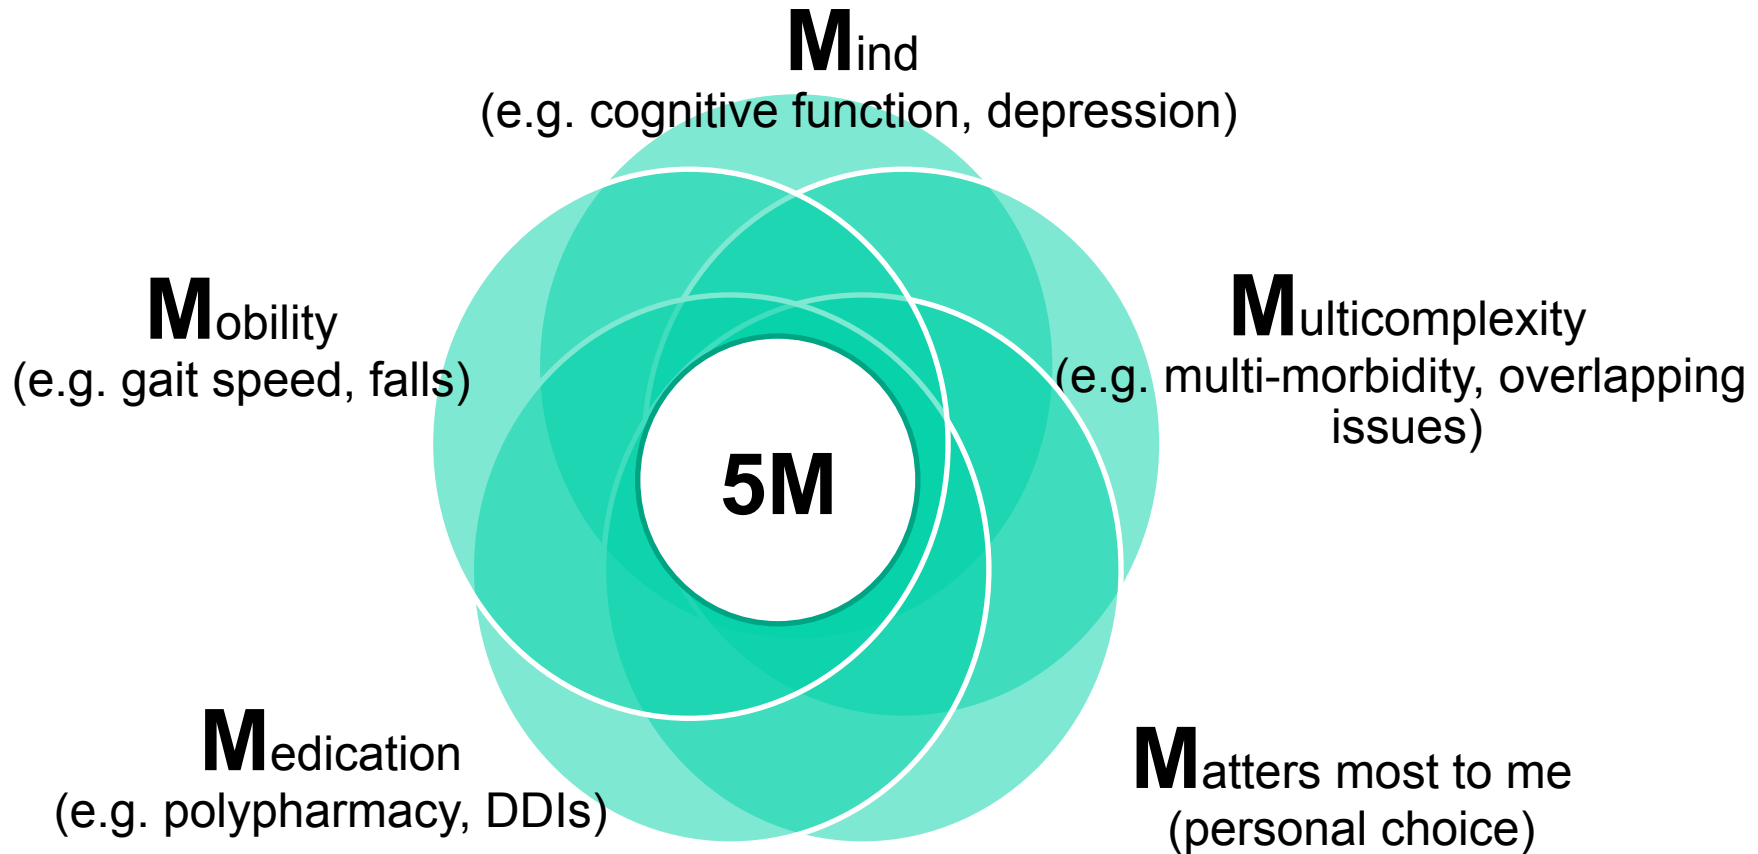 Mind
(e.g. cognitive function, depression)
Mobility
(e.g. gait speed, falls)
Multicomplexity
(e.g. multi-morbidity, overlapping
issues)
5M
Medication
(e.g. polypharmacy, DDIs)
Matters most to me
(personal choice)